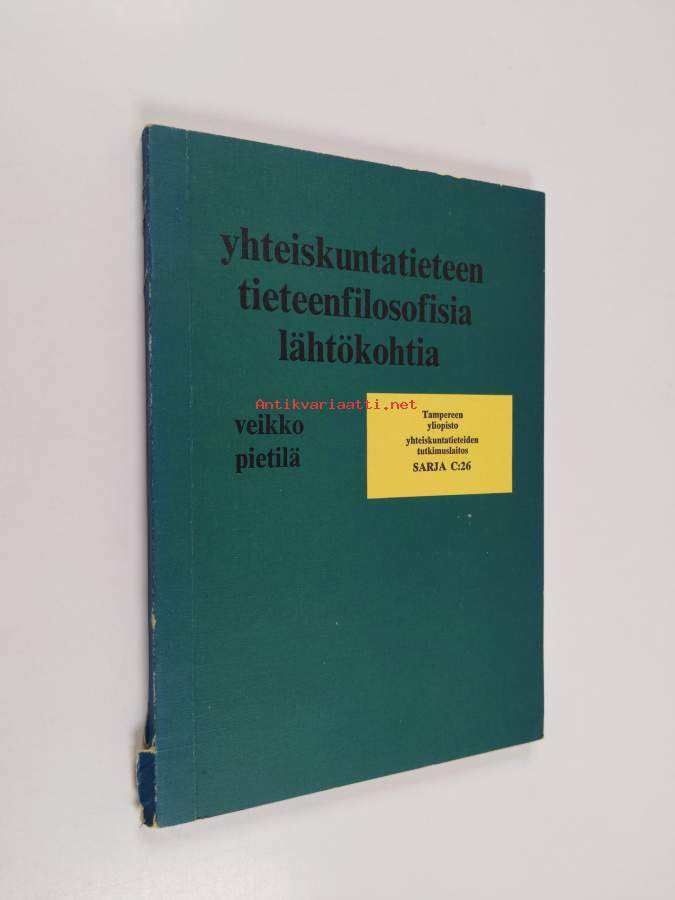 yhteiskuntatieteen
tieteenfilosofisia
lähtökohtia
Antikvariaatti.net
veikko
pietilä
Tampereen
yliopisto
yhteiskuntatieteiden
tutkimuslaitos
SARJA C:26